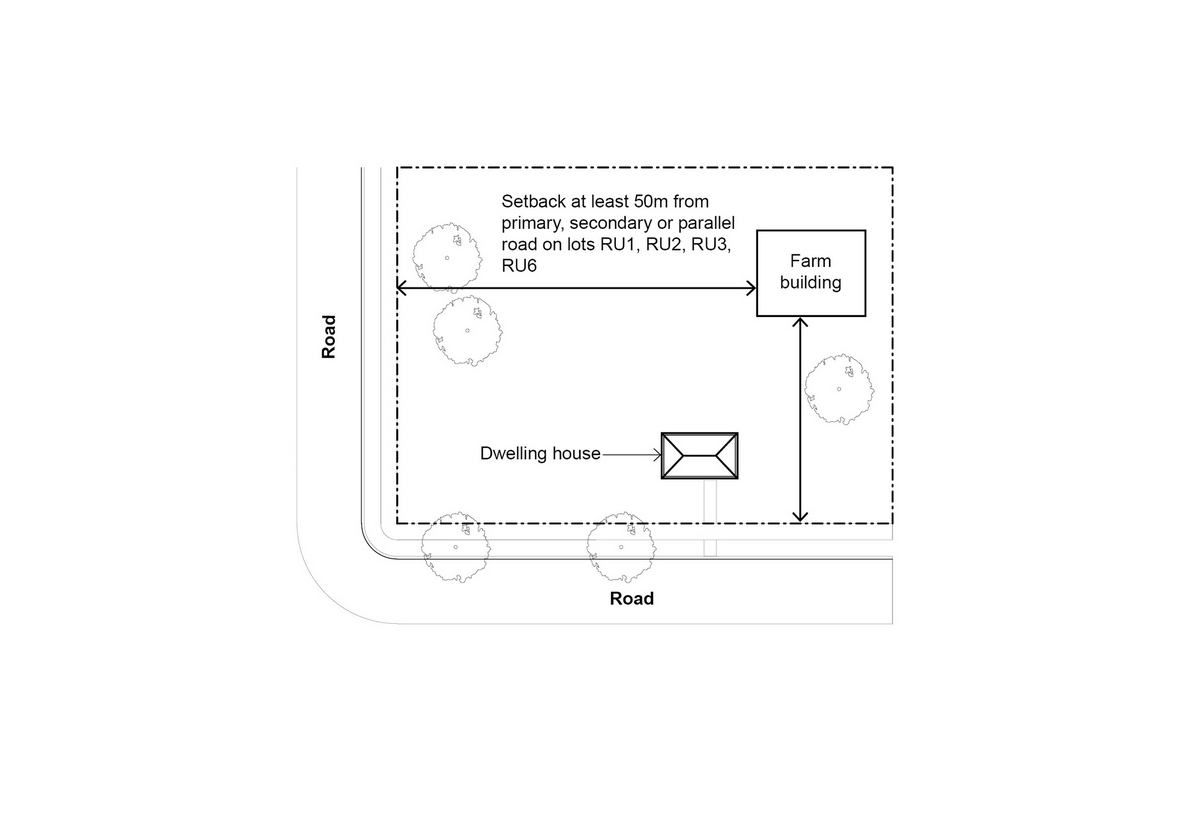 Setback at least 50m from
primary, secondary or parallel
road on lots RU1, RU2, RU3,
RU6
Farm
building
Road
Dwelling house
Road